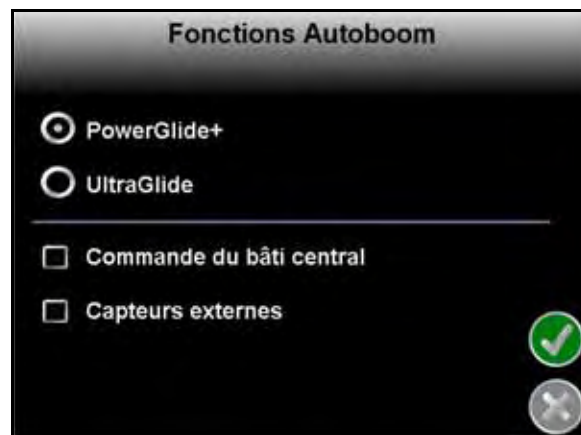 Fonctions Autoboom
PowerGlide+
UltraGlide
Commande du bâti central
Capteurs externes